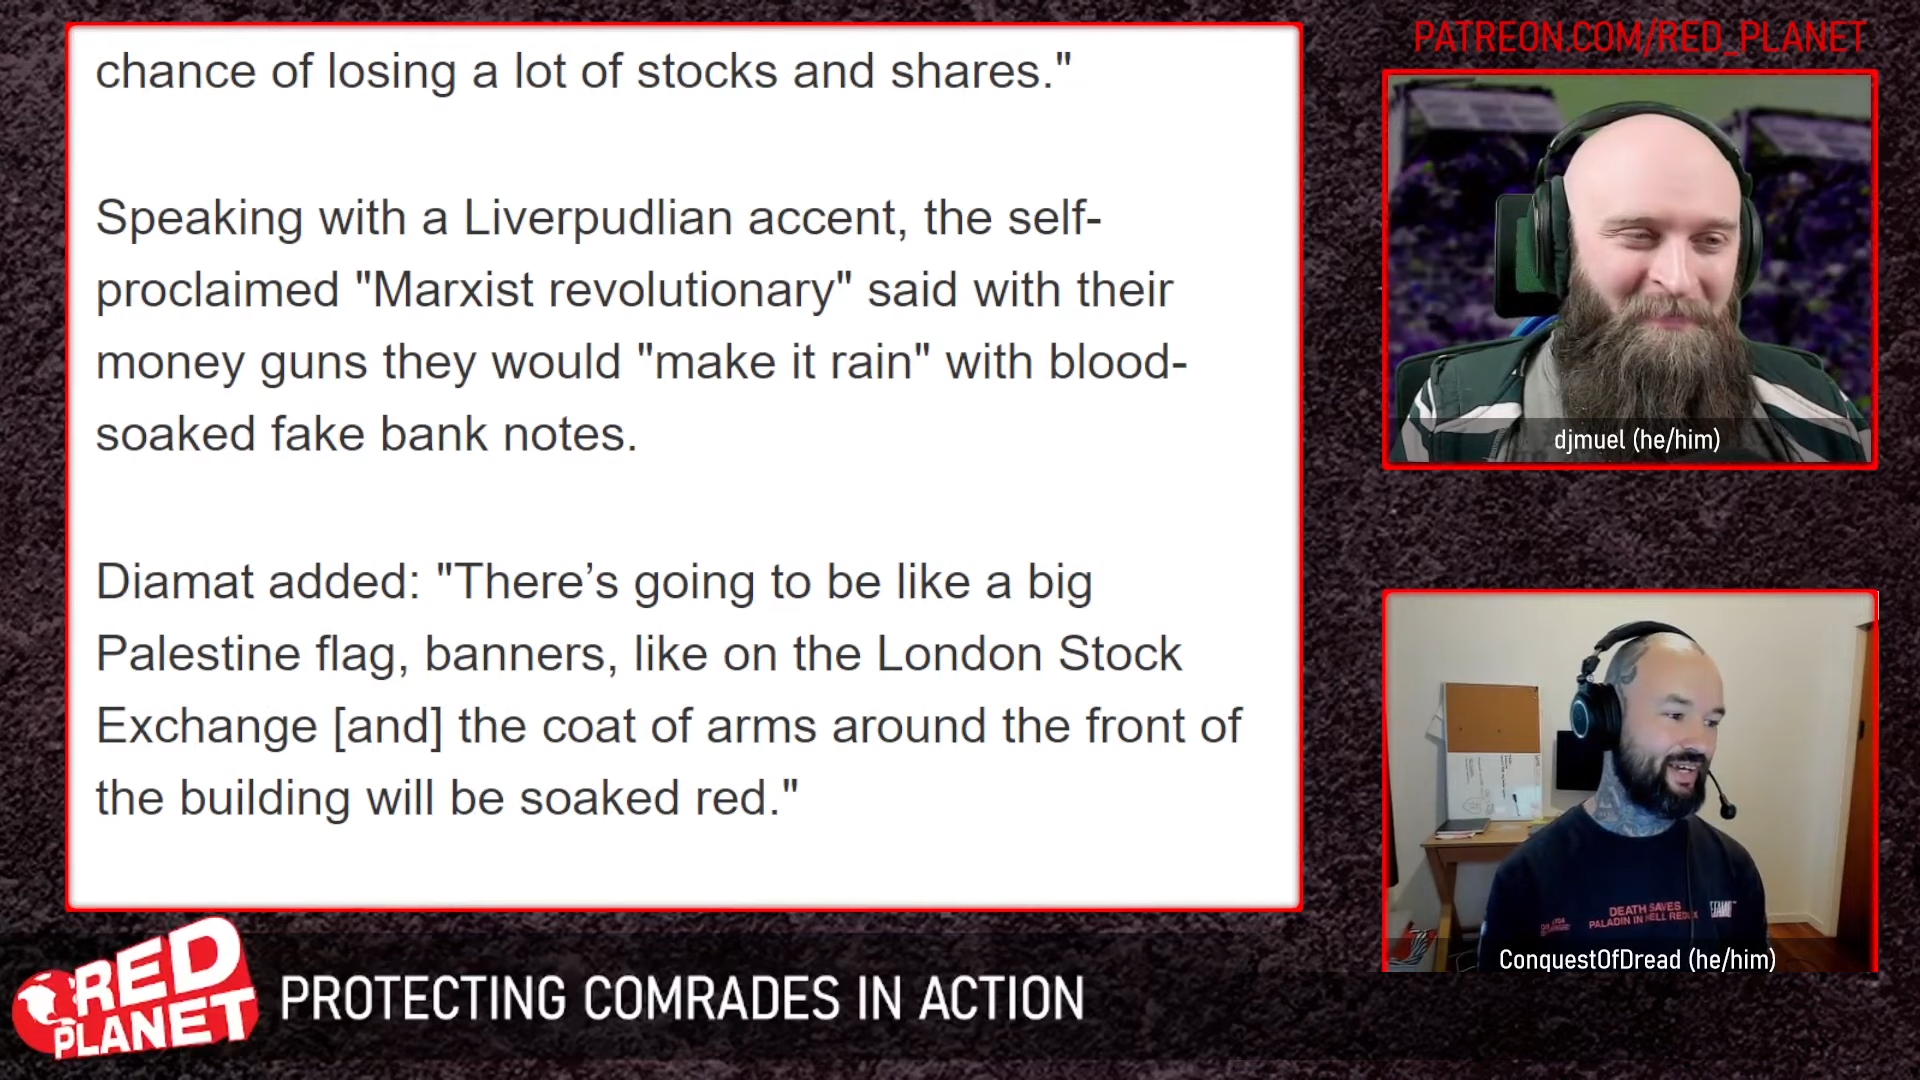 chance of losing a lot of stocks and shares."
Speaking with a Liverpudlian accent, the self-
proclaimed "Marxist revolutionary" said with their
money guns they would "make it rain" with blood-
soaked fake bank notes.
Diamat added: "There’s going to be like a big
Palestine flag, banners, like on the London Stock
Exchange [and] the coat of arms around the front of
the building will be soaked red."
PATREON.COM/RED_PLANET
djmuel (he/him)
DEATH SAVES
PALADIN IN HELL REDUX
ConquestOfDread (he/him)
RED
PLANET
PROTECTING COMRADES IN ACTION